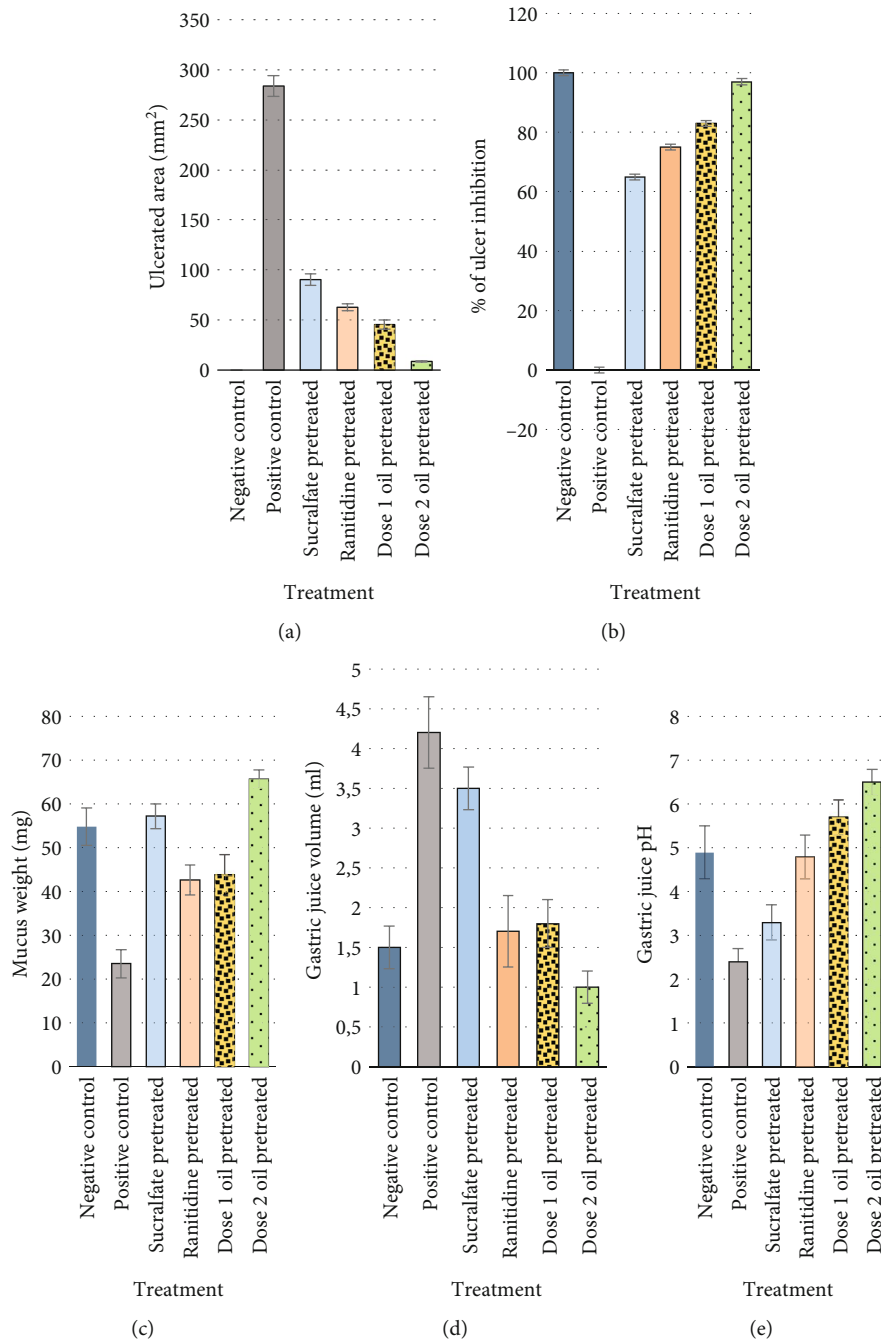 Ulcerated area (mm²)
350
300
250
200
150
100
50
0
Negative control
Positive control
Sucralfate pretreated
Ranitidine pretreated
Dose 1 oil pretreated
Dose 2 oil pretreated
Treatment
(a)
% of ulcer inhibition
120
100
80
60
40
20
0
–20
Negative control
Positive control
Sucralfate pretreated
Ranitidine pretreated
Dose 1 oil pretreated
Dose 2 oil pretreated
Treatment
(b)
Mucus weight (mg)
80
70
60
50
40
30
20
10
0
Negative control
Positive control
Sucralfate pretreated
Ranitidine pretreated
Dose 1 oil pretreated
Dose 2 oil pretreated
Treatment
(c)
Gastric juice volume (ml)
5
4,5
4
3,5
3
2,5
2
1,5
1
0,5
0
Negative control
Positive control
Sucralfate pretreated
Ranitidine pretreated
Dose 1 oil pretreated
Dose 2 oil pretreated
Treatment
(d)
Gastric juice pH
8
7
6
5
4
3
2
1
0
Negative control
Positive control
Sucralfate pretreated
Ranitidine pretreated
Dose 1 oil pretreated
Dose 2 oil pretreated
Treatment
(e)